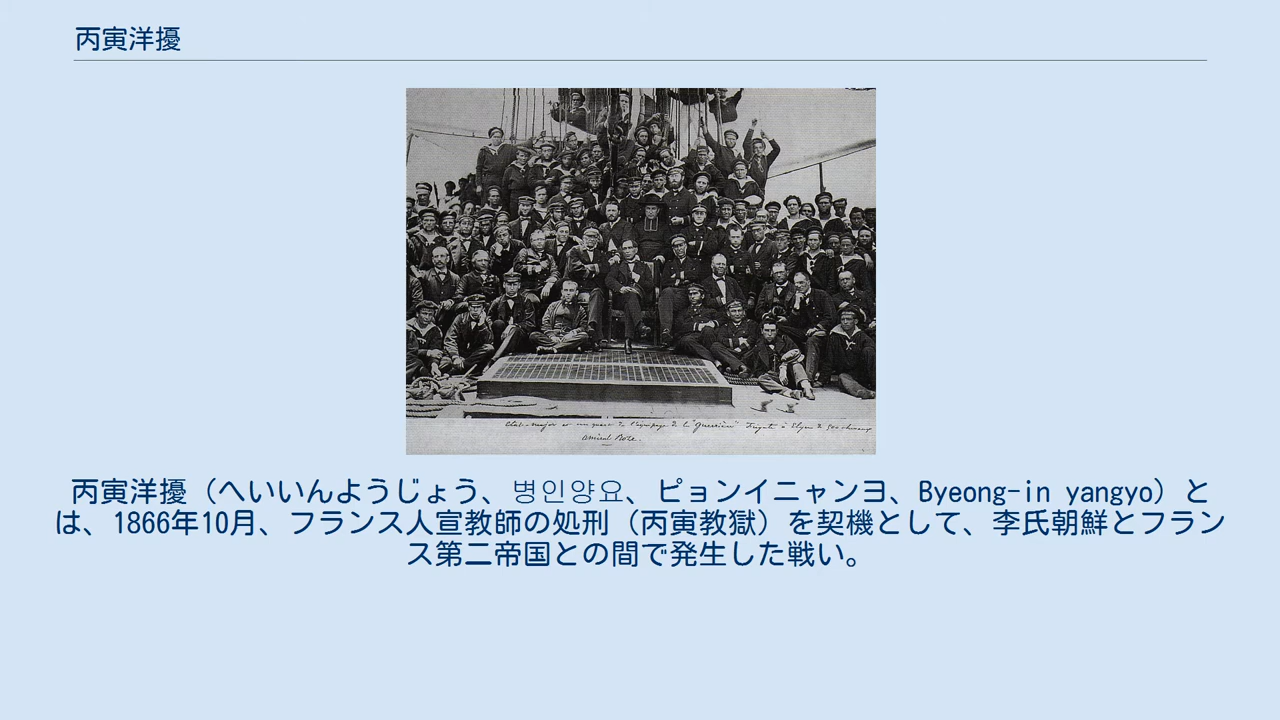 丙寅洋擾
amiral Roze.
丙寅洋擾（へいいんようじょう、병인양요、ピョンイニャンヨ、Byeong-in yangyo）と
は、1866年10月、フランス人宣教師の処刑（丙寅教獄）を契機として、李氏朝鮮とフラン
ス第二帝国との間で発生した戦い。